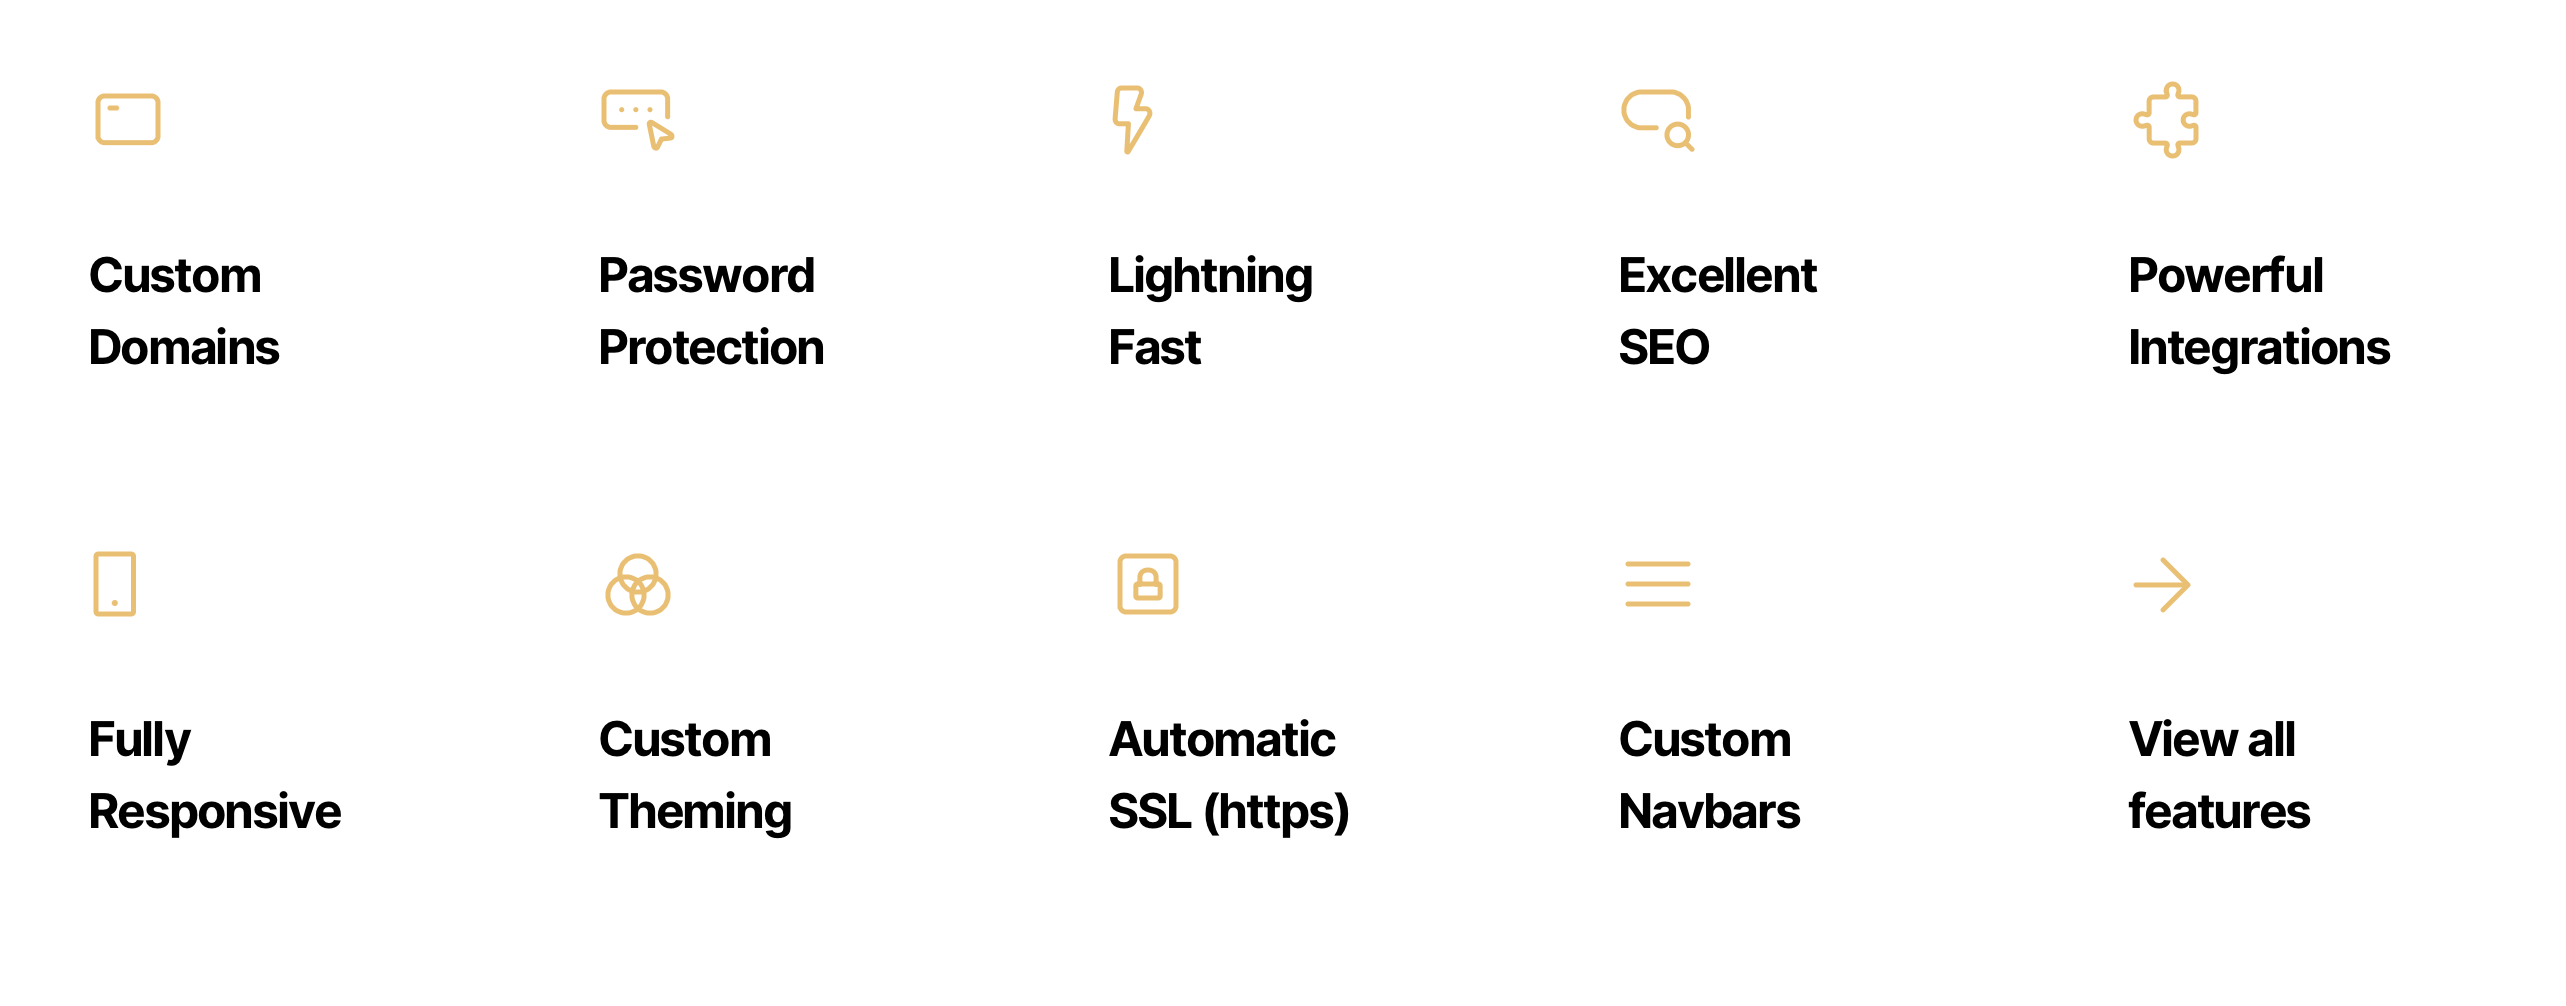 Custom
Domains
Password
Protection
Lightning
Fast
Excellent
SEO
Powerful
Integrations
Fully
Responsive
Custom
Theming
Automatic
SSL (https)
Custom
Navbars
View all
features